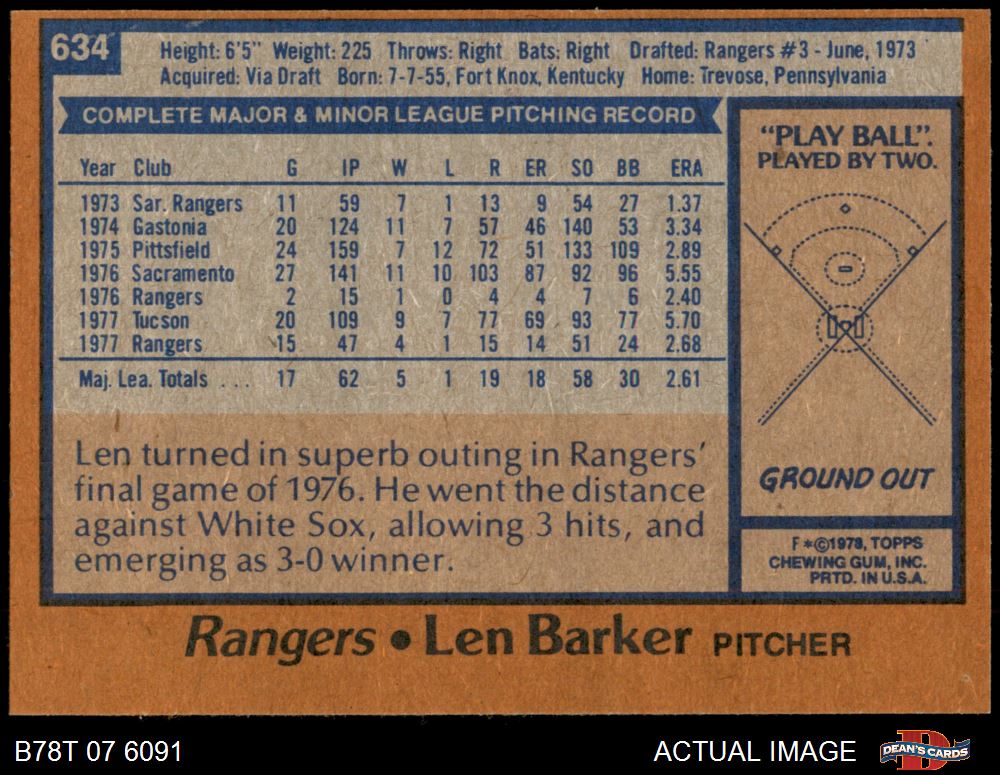 634
Height: 6'5" Weight: 225 Throws: Right Bats: Right Drafted: Rangers #3 - June, 1973
Acquired: Via Draft Born: 7-7-55, Fort Knox, Kentucky Home: Trevose, Pennsylvania
COMPLETE MAJOR & MINOR LEAGUE PITCHING RECORD
Year Club G IP W L R ER SO BB ERA
1973 Sar. Rangers 11 59 7 1 13 9 54 27 1.37
1974 Gastonia 20 124 11 7 57 46 140 53 3.34
1975 Pittsfield 24 159 7 12 72 51 133 109 2.89
1976 Sacramento 27 141 11 10 103 87 92 96 5.55
1976 Rangers 2 15 1 0 4 4 7 6 2.40
1977 Tucson 20 109 9 7 77 69 93 77 5.70
1977 Rangers 15 47 4 1 15 14 51 24 2.68
Maj. Lea. Totals . . . 17 62 5 1 19 18 58 30 2.61
Len turned in superb outing in Rangers'
final game of 1976. He went the distance
against White Sox, allowing 3 hits, and
emerging as 3-0 winner.
"PLAY BALL".
PLAYED BY TWO.
GROUND OUT
F*©1978, TOPPS
CHEWING GUM, INC.
PRTD. IN U.S.A.
Rangers • Len Barker PITCHER
B78T 07 6091
ACTUAL IMAGE
D
DEAN'S CARDS